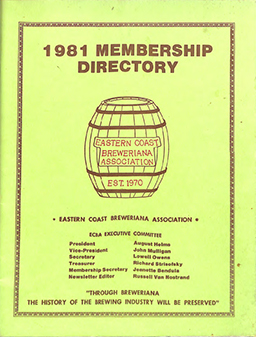 1981 MEMBERSHIP
DIRECTORY
EASTERN COAST
BREWERIANA
ASSOCIATION
EST. 1970
• EASTERN COAST BREWERIANA ASSOCIATION •
ECBA EXECUTIVE COMMITTEE
President August Helms
Vice-President John Mulligan
Secretary Lowell Owens
Treasurer Richard Strisofsky
Membership Secretary Jennette Bendula
Newsletter Editor Russell Van Nostrand
"THROUGH BREWERIANA
THE HISTORY OF THE BREWING INDUSTRY WILL BE PRESERVED"